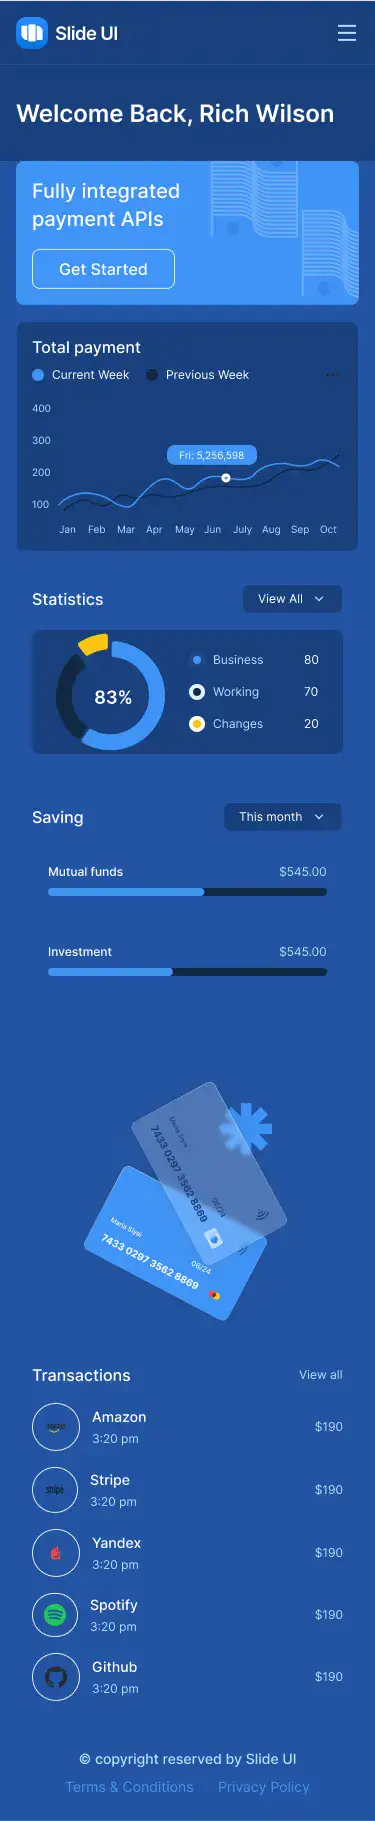 Slide UI
Welcome Back, Rich Wilson
Fully integrated
payment APIs
Get Started
Total payment
Current Week Previous Week
400
300
200
100
Fri: 5,256,598
Jan Feb Mar Apr May Jun July Aug Sep Oct
Statistics
View All
83%
Business 80
Working 70
Changes 20
Saving
This month
Mutual funds $545.00
Investment $545.00
Maria Siyal
7433 0297 3562 8869
06/24
Maria Siyal
7433 0297 3562 8869
06/24
Transactions View all
amazon
Amazon
3:20 pm
$190
stripe
Stripe
3:20 pm
$190
Yandex
3:20 pm
$190
Spotify
3:20 pm
$190
Github
3:20 pm
$190
© copyright reserved by Slide UI
Terms & Conditions Privacy Policy